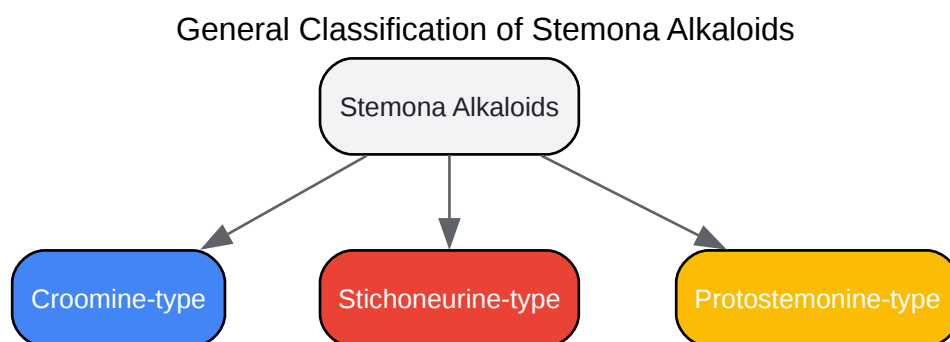 General Classification of Stemona Alkaloids
Stemona Alkaloids
Croomine-type
Stichoneurine-type
Protostemonine-type